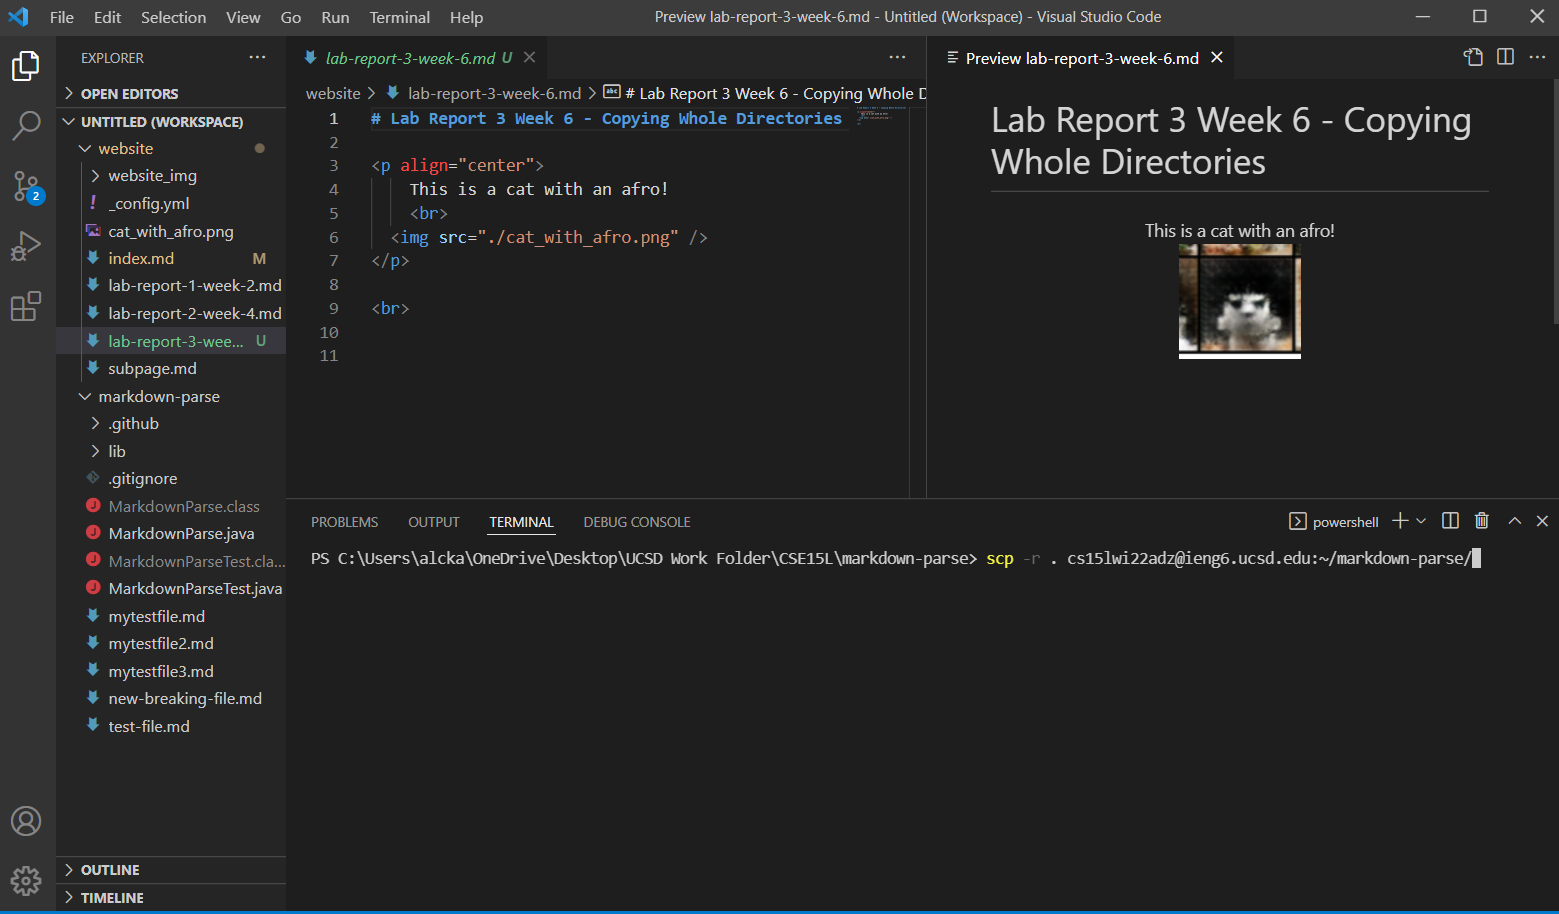 File Edit Selection View Go Run Terminal Help
Preview lab-report-3-week-6.md - Untitled (Workspace) - Visual Studio Code
EXPLORER
OPEN EDITORS
UNTITLED (WORKSPACE)
website
website_img
_config.yml
cat_with_afro.png
index.md M
lab-report-1-week-2.md
lab-report-2-week-4.md
lab-report-3-wee... U
subpage.md
markdown-parse
.github
lib
.gitignore
MarkdownParse.class
MarkdownParse.java
MarkdownParseTest.cla...
MarkdownParseTest.java
mytestfile.md
mytestfile2.md
mytestfile3.md
new-breaking-file.md
test-file.md
OUTLINE
TIMELINE
2
lab-report-3-week-6.md U
website > lab-report-3-week-6.md > # Lab Report 3 Week 6 - Copying Whole D
1 # Lab Report 3 Week 6 - Copying Whole Directories
2
3 <p align="center">
4 This is a cat with an afro!
5 <br>
6 <img src="./cat_with_afro.png" />
7 </p>
8
9 <br>
10
11
Preview lab-report-3-week-6.md
Lab Report 3 Week 6 - Copying
Whole Directories
This is a cat with an afro!
PROBLEMS OUTPUT TERMINAL DEBUG CONSOLE
powershell
PS C:\Users\alcka\OneDrive\Desktop\UCSD Work Folder\CSE15L\markdown-parse> scp -r . cs15lwi22adz@ieng6.ucsd.edu:~/markdown-parse/